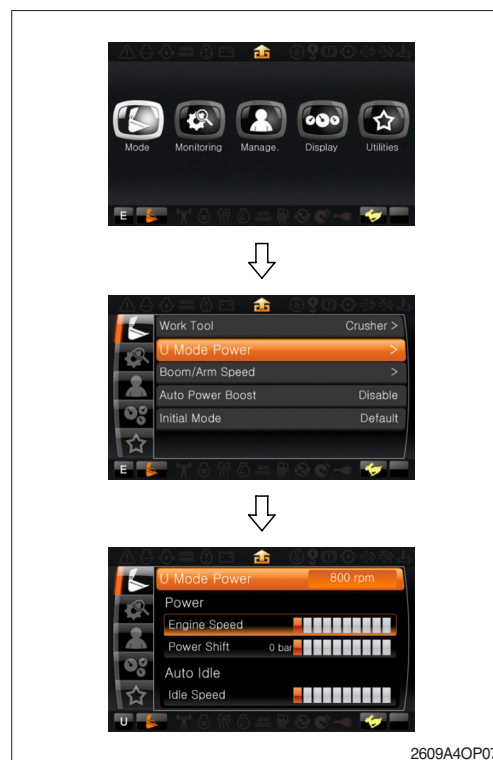 Mode Monitoring Manage. Display Utilities
E
Work Tool Crusher >
U Mode Power >
Boom/Arm Speed >
Auto Power Boost Disable
Initial Mode Default
E
U Mode Power 800 rpm
Power
Engine Speed
Power Shift 0 bar
Auto Idle
Idle Speed
U
2609A4OP07